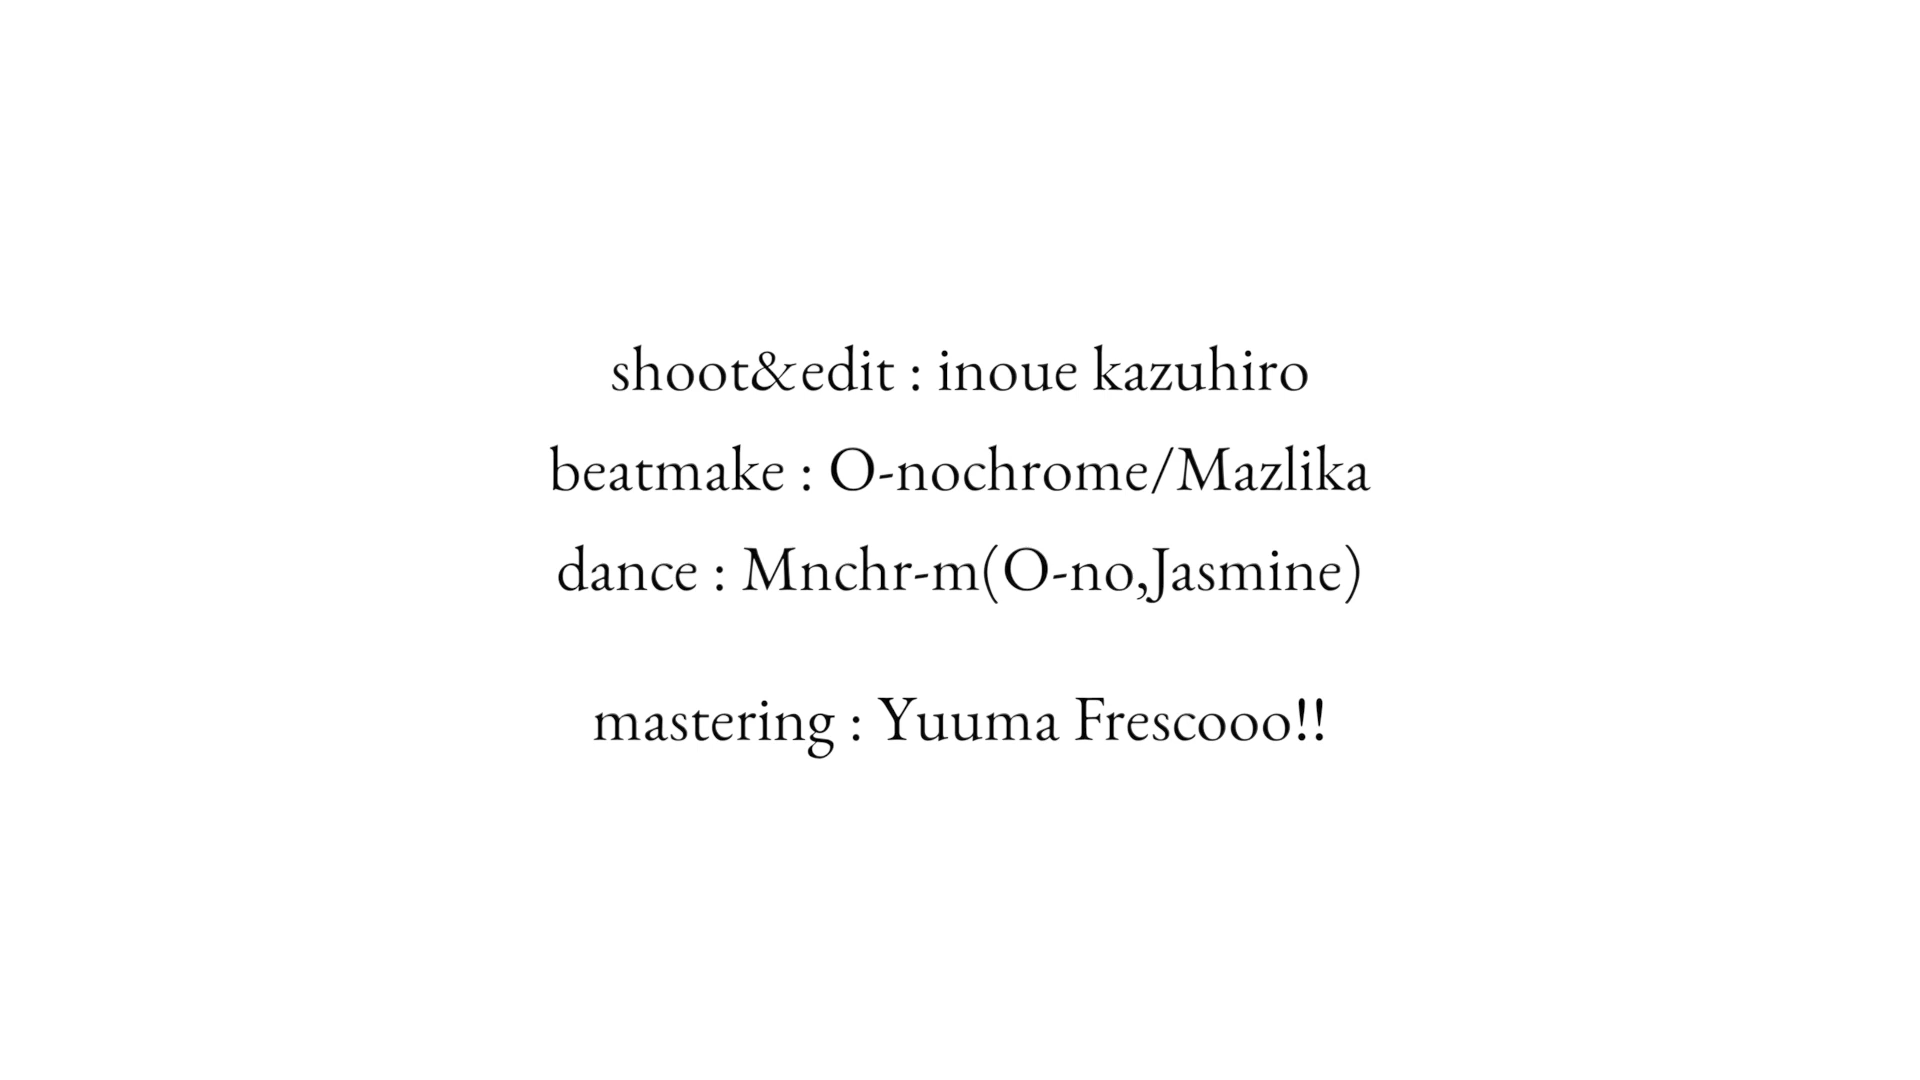 shoot&edit : inoue kazuhiro
beatmake : O-nochrome/Mazlika
dance : Mnchr-m(O-no,Jasmine)
mastering : Yuuma Frescooo!!